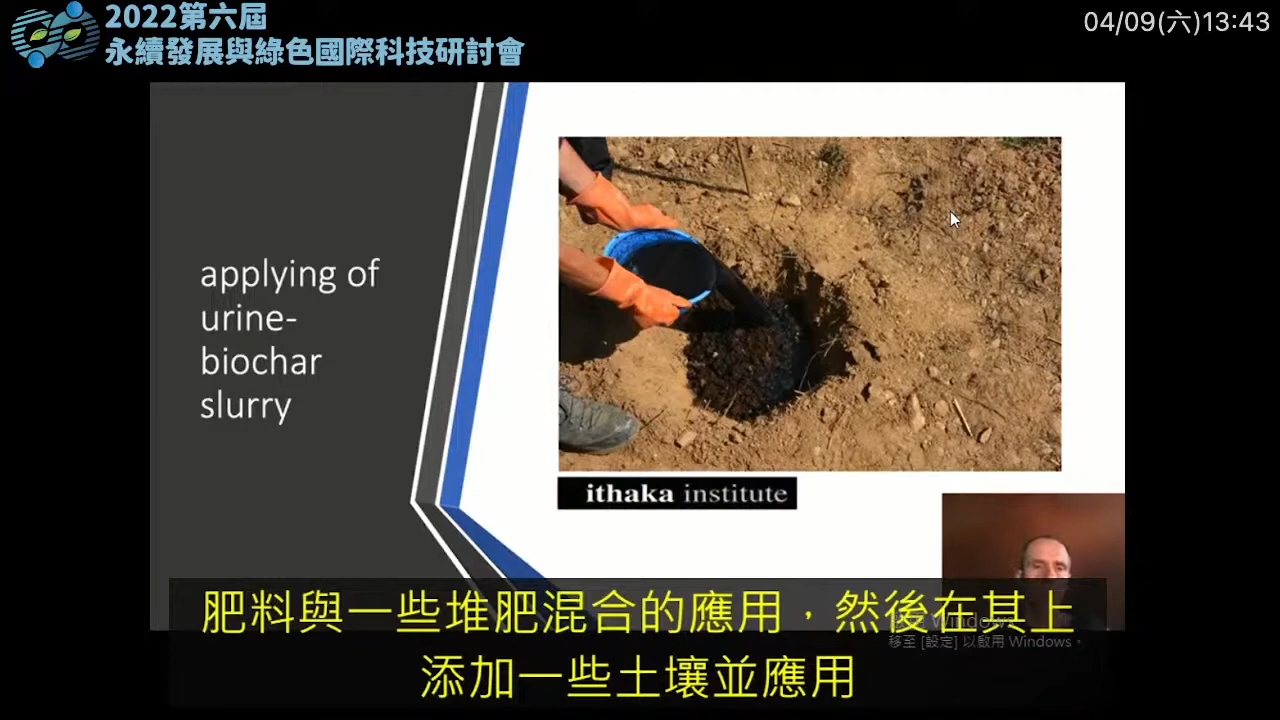 2022第六屆
永續發展與綠色國際科技研討會
04/09(六)13:43
applying of
urine-
biochar
slurry
ithaka institute
肥料與一些堆肥混合的應用，然後在其上
添加一些土壤並應用
Windows
移至 [設定] 以啟用 Windows。